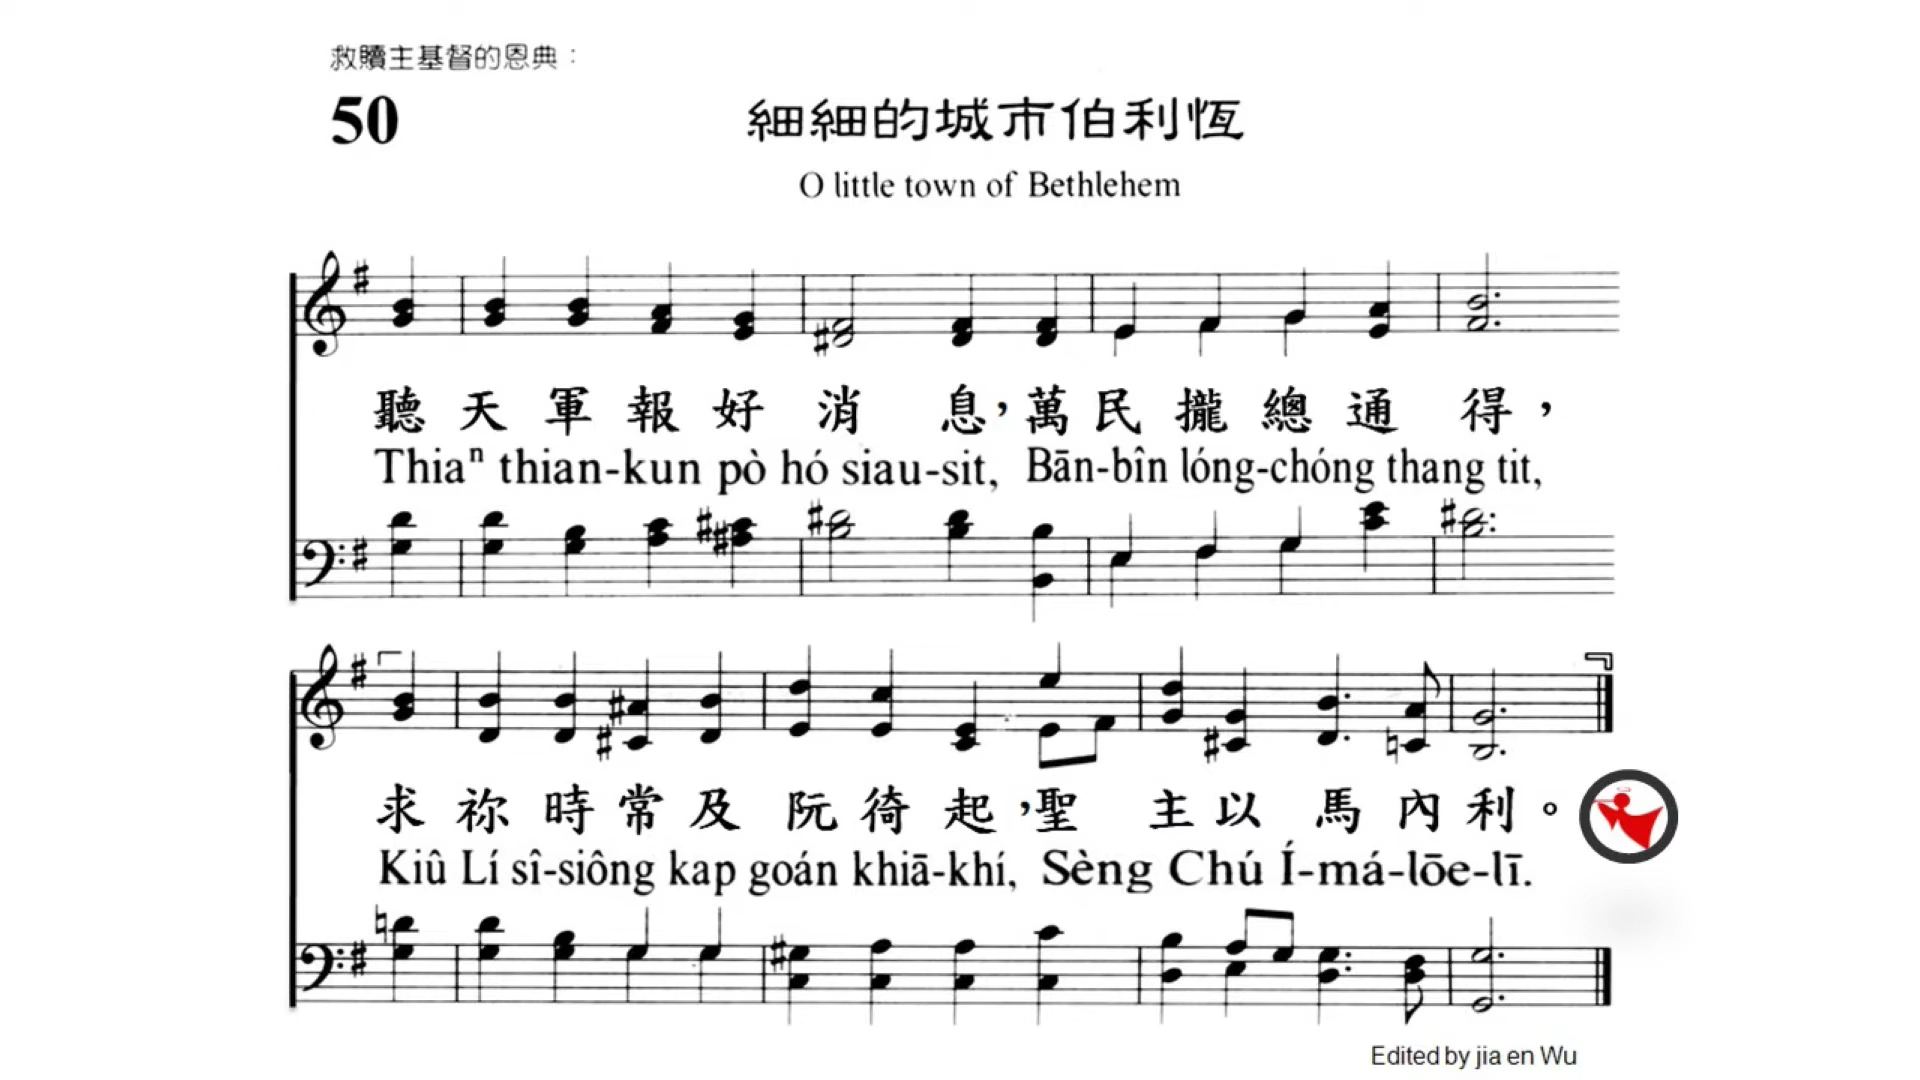 救贖主基督的恩典：
50
細細的城市伯利恆
O little town of Bethlehem
聽天軍報好消息，萬民攏總通得，
Thiaⁿ thian-kun pò hó siau-sit, Bān-bîn lóng-chóng thang tit,
求祢時常及阮徛起，聖主以馬內利。
Kiû Lí sî-siông kap goán khiā-khí, Sèng Chú Í-má-lōe-lī.
Edited by jia en Wu